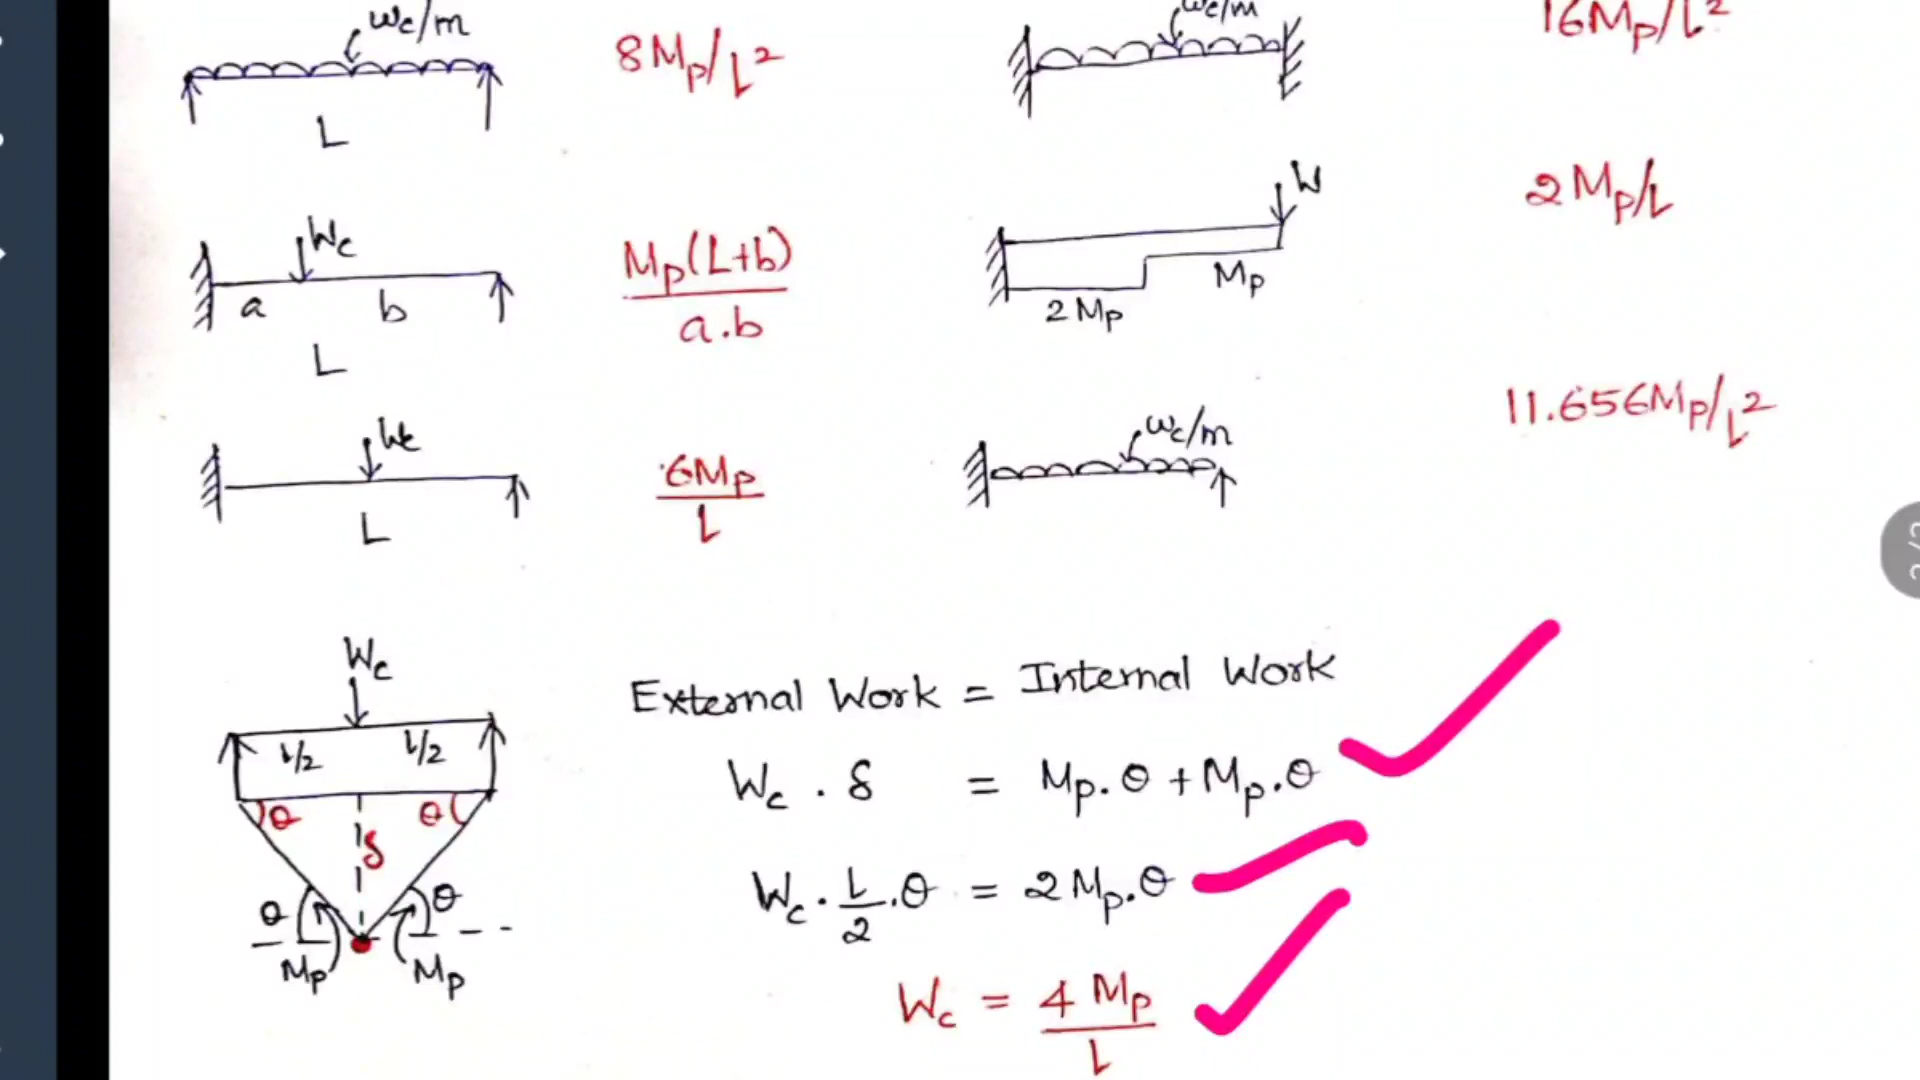 wc/m
8Mp/L²
L
wc/m
16Mp/L²
Wc
a b
L
Mp(L+b)
a.b
W
2Mp
Mp
2Mp/L
Wc
L
6Mp
L
wc/m
11.656Mp/L²
Wc
L/2 L/2
θ θ
δ
θ θ
Mp Mp
External Work = Internal Work
Wc . δ = Mp.θ + Mp.θ
Wc . L/2 . θ = 2Mp.θ
Wc = 4Mp
L